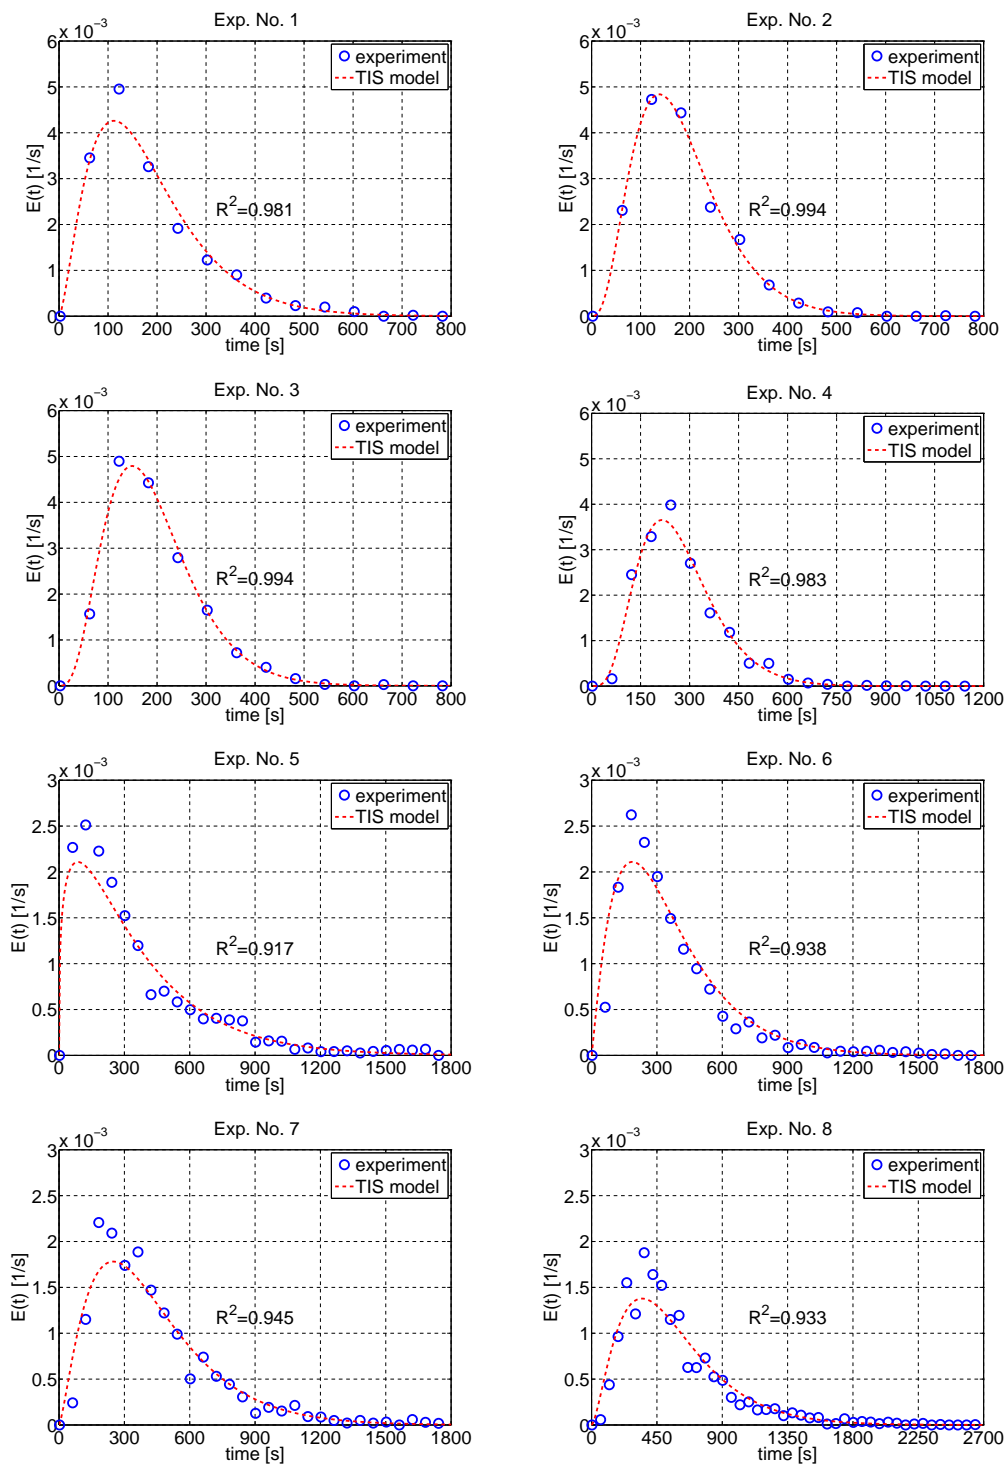 Exp. No. 1
x 10⁻³
6
5
4
3
2
1
0
E(t) [1/s]
experiment
TIS model
R²=0.981
0 100 200 300 400 500 600 700 800
time [s]
Exp. No. 2
x 10⁻³
6
5
4
3
2
1
0
E(t) [1/s]
experiment
TIS model
R²=0.994
0 100 200 300 400 500 600 700 800
time [s]
Exp. No. 3
x 10⁻³
6
5
4
3
2
1
0
E(t) [1/s]
experiment
TIS model
R²=0.994
0 100 200 300 400 500 600 700 800
time [s]
Exp. No. 4
x 10⁻³
6
5
4
3
2
1
0
E(t) [1/s]
experiment
TIS model
R²=0.983
0 150 300 450 600 750 900 1050 1200
time [s]
Exp. No. 5
x 10⁻³
3
2.5
2
1.5
1
0.5
0
E(t) [1/s]
experiment
TIS model
R²=0.917
0 300 600 900 1200 1500 1800
time [s]
Exp. No. 6
x 10⁻³
3
2.5
2
1.5
1
0.5
0
E(t) [1/s]
experiment
TIS model
R²=0.938
0 300 600 900 1200 1500 1800
time [s]
Exp. No. 7
x 10⁻³
3
2.5
2
1.5
1
0.5
0
E(t) [1/s]
experiment
TIS model
R²=0.945
0 300 600 900 1200 1500 1800
time [s]
Exp. No. 8
x 10⁻³
3
2.5
2
1.5
1
0.5
0
E(t) [1/s]
experiment
TIS model
R²=0.933
0 450 900 1350 1800 2250 2700
time [s]